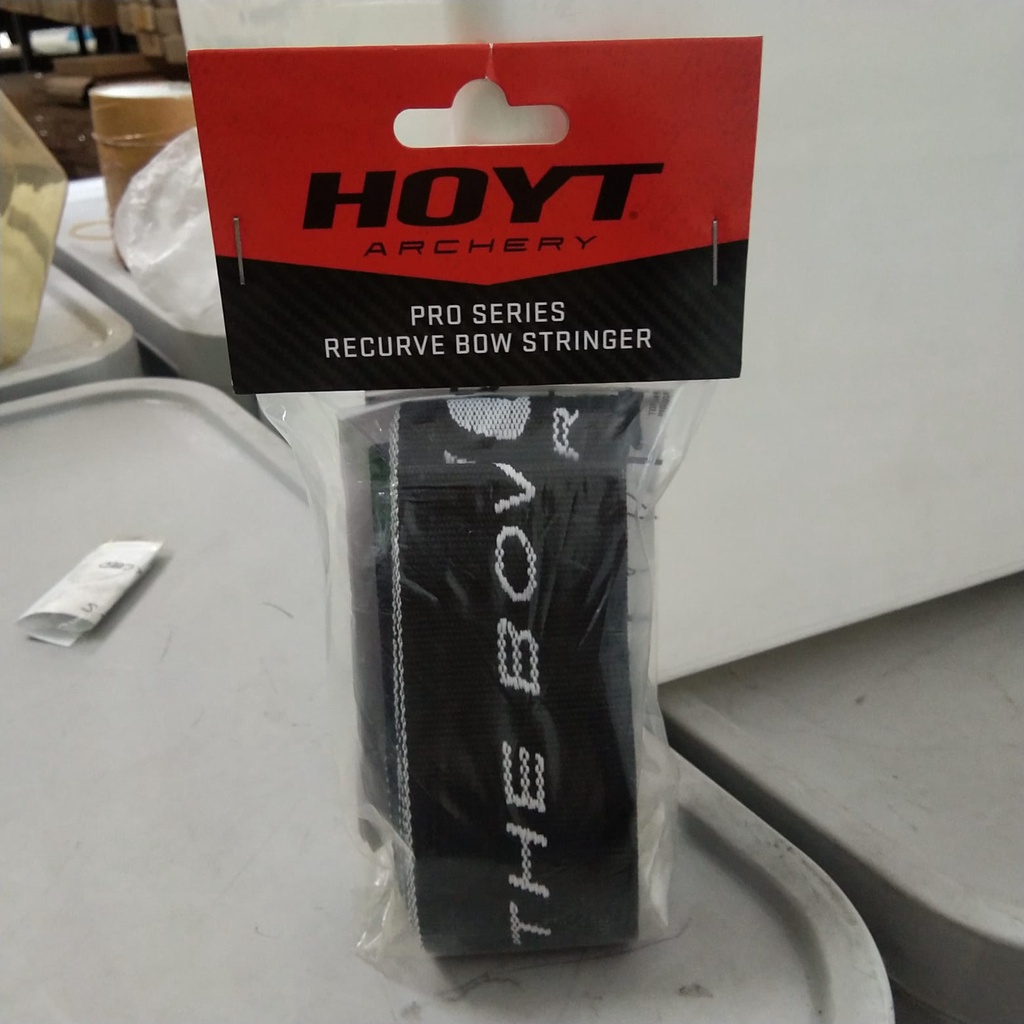 HOYT
ARCHERY
PRO SERIES
RECURVE BOW STRINGER
THE BOW